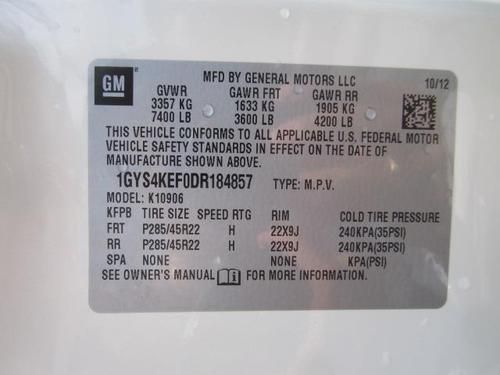 GM
MFD BY GENERAL MOTORS LLC 10/12
GVWR GAWR FRT GAWR RR
3357 KG 1633 KG 1905 KG
7400 LB 3600 LB 4200 LB
THIS VEHICLE CONFORMS TO ALL APPLICABLE U.S. FEDERAL MOTOR
VEHICLE SAFETY STANDARDS IN EFFECT ON THE DATE OF
MANUFACTURE SHOWN ABOVE.
1GYS4KEF0DR184857 TYPE: M.P.V.
MODEL: K10906
KFPB TIRE SIZE SPEED RTG RIM COLD TIRE PRESSURE
FRT P285/45R22 H 22X9J 240KPA(35PSI)
RR P285/45R22 H 22X9J 240KPA(35PSI)
SPA NONE NONE KPA(PSI)
SEE OWNER'S MANUAL FOR MORE INFORMATION.